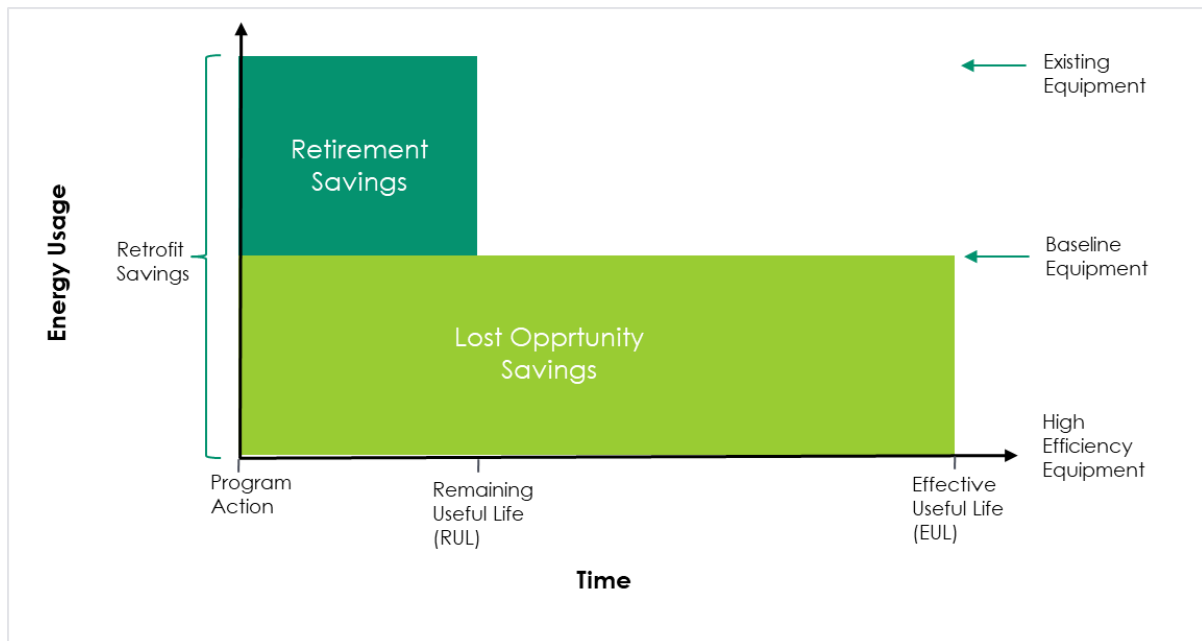 Existing
Equipment
Retirement
Savings
Energy Usage
Retrofit
Savings
Baseline
Equipment
Lost Opprtunity
Savings
High
Efficiency
Equipment
Program
Action
Remaining
Useful Life
(RUL)
Effective
Useful Life
(EUL)
Time